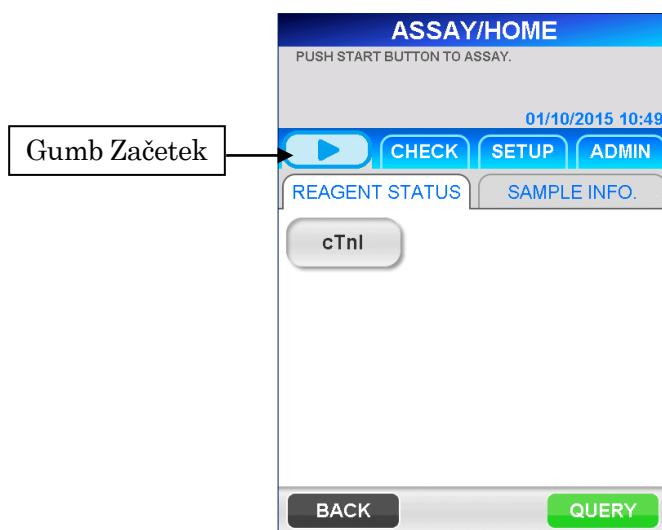 ASSAY/HOME
PUSH START BUTTON TO ASSAY.
01/10/2015 10:49
Gumb Začetek
CHECK SETUP ADMIN
REAGENT STATUS SAMPLE INFO.
cTnI
BACK QUERY